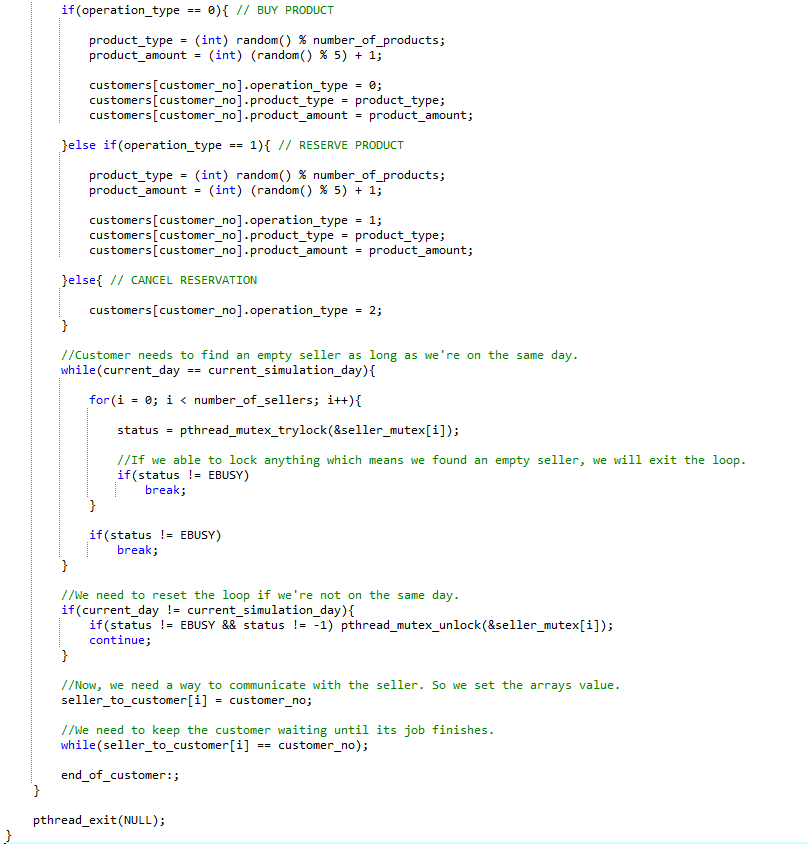 if(operation_type == 0){ // BUY PRODUCT
product_type = (int) random() % number_of_products;
product_amount = (int) (random() % 5) + 1;
customers[customer_no].operation_type = 0;
customers[customer_no].product_type = product_type;
customers[customer_no].product_amount = product_amount;
}else if(operation_type == 1){ // RESERVE PRODUCT
product_type = (int) random() % number_of_products;
product_amount = (int) (random() % 5) + 1;
customers[customer_no].operation_type = 1;
customers[customer_no].product_type = product_type;
customers[customer_no].product_amount = product_amount;
}else{ // CANCEL RESERVATION
customers[customer_no].operation_type = 2;
}
//Customer needs to find an empty seller as long as we're on the same day.
while(current_day == current_simulation_day){
for(i = 0; i < number_of_sellers; i++){
status = pthread_mutex_trylock(&seller_mutex[i]);
//If we able to lock anything which means we found an empty seller, we will exit the loop.
if(status != EBUSY)
break;
}
if(status != EBUSY)
break;
}
//We need to reset the loop if we're not on the same day.
if(current_day != current_simulation_day){
if(status != EBUSY && status != -1) pthread_mutex_unlock(&seller_mutex[i]);
continue;
}
//Now, we need a way to communicate with the seller. So we set the arrays value.
seller_to_customer[i] = customer_no;
//We need to keep the customer waiting until its job finishes.
while(seller_to_customer[i] == customer_no);
end_of_customer:;
}
pthread_exit(NULL);
}